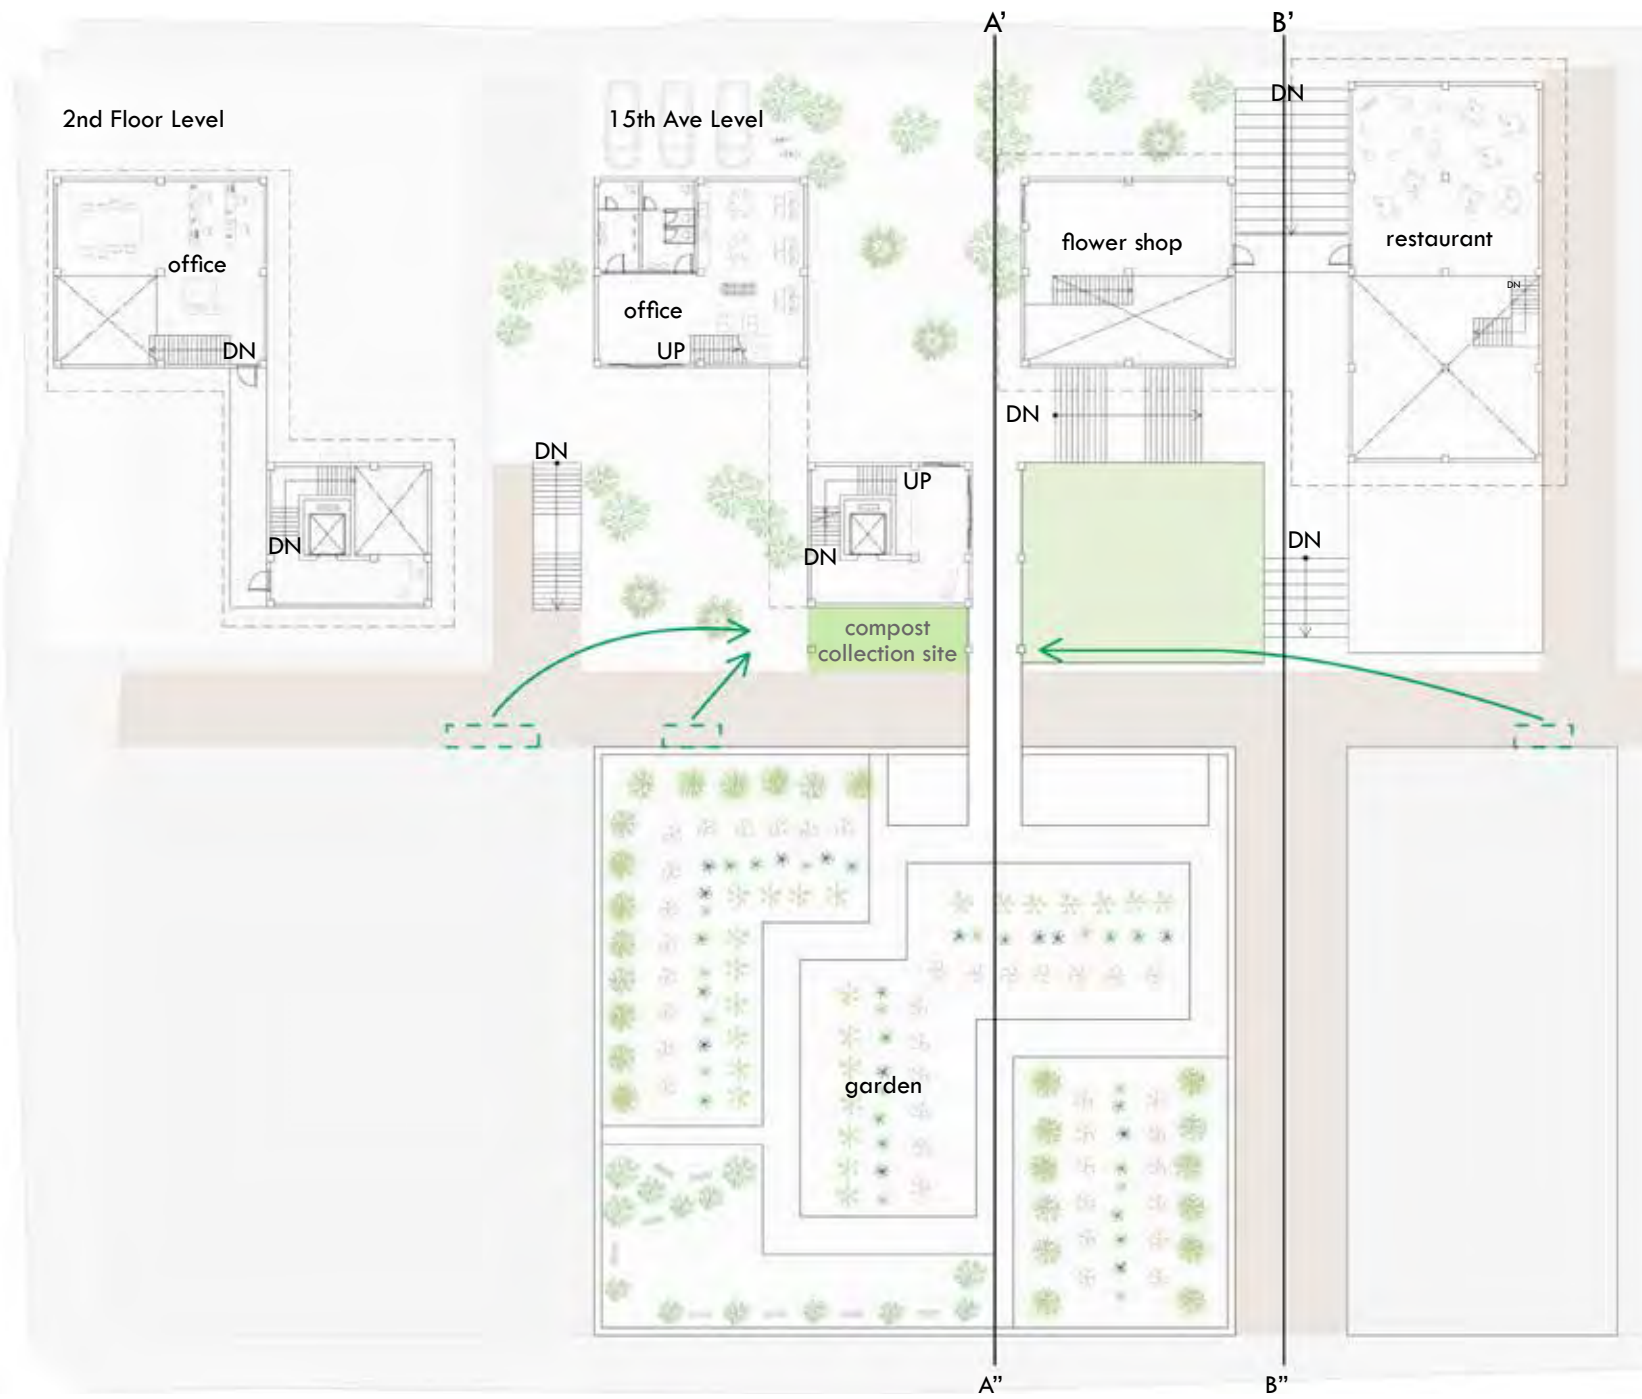 A’
B’
DN
2nd Floor Level
15th Ave Level
restaurant
flower shop
office
DN
office
UP
DN
DN
DN
UP
DN
DN
DN
compost
collection site
garden
A”
B”